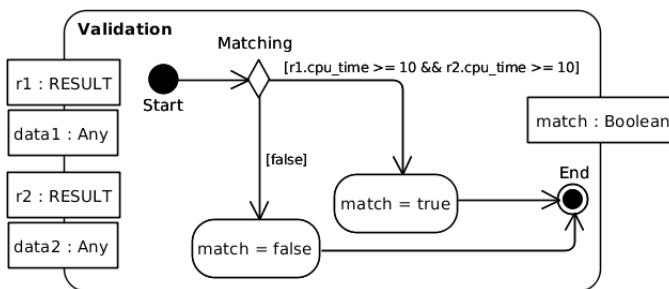 Validation
Matching
r1 : RESULT
[r1.cpu_time >= 10 && r2.cpu_time >= 10]
Start
data1 : Any
match : Boolean
[false]
End
r2 : RESULT
match = true
data2 : Any
match = false